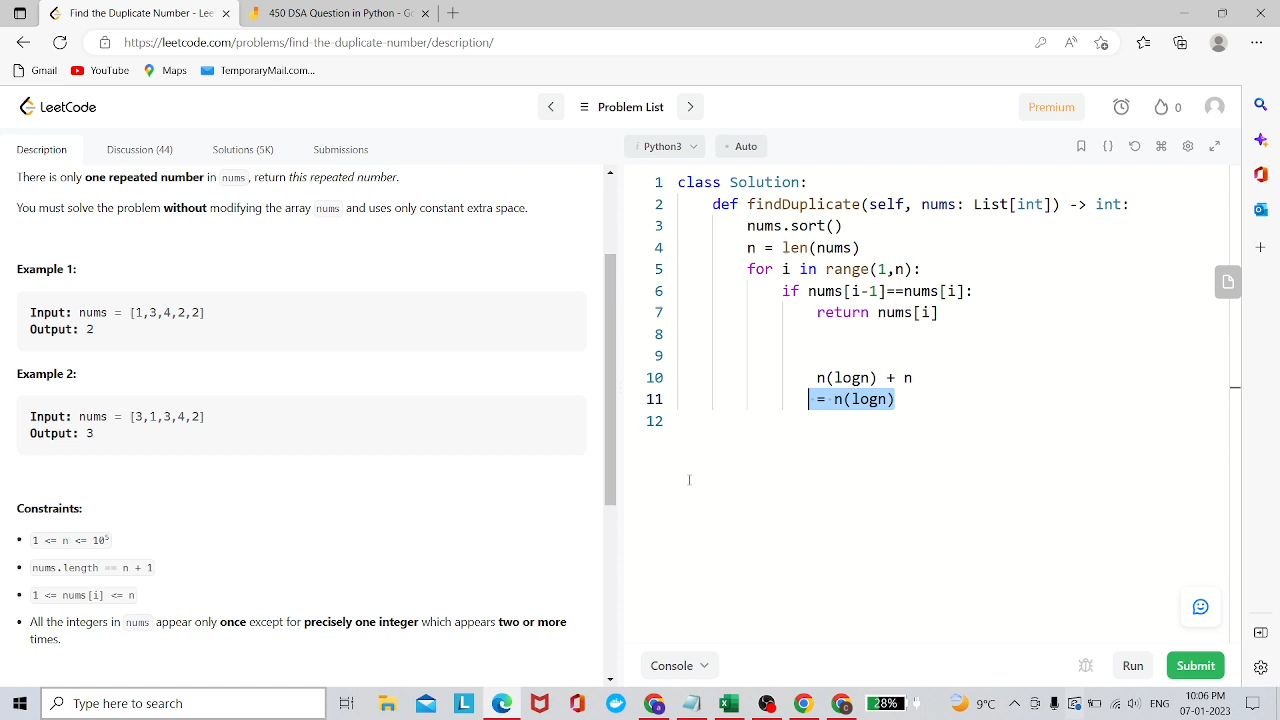 Find the Duplicate Number - Lee
450 DSA Question in Python - Go
https://leetcode.com/problems/find-the-duplicate-number/description/
Gmail YouTube Maps TemporaryMail.com...
LeetCode
Problem List
Premium
0
Description Discussion (44) Solutions (5K) Submissions
Python3
Auto
There is only one repeated number in nums, return this repeated number.
You must solve the problem without modifying the array nums and uses only constant extra space.
Example 1:
Input: nums = [1,3,4,2,2]
Output: 2
Example 2:
Input: nums = [3,1,3,4,2]
Output: 3
Constraints:
• 1 <= n <= 10⁵
• nums.length == n + 1
• 1 <= nums[i] <= n
• All the integers in nums appear only once except for precisely one integer which appears two or more
times.
1 class Solution:
2 def findDuplicate(self, nums: List[int]) -> int:
3 nums.sort()
4 n = len(nums)
5 for i in range(1,n):
6 if nums[i-1]==nums[i]:
7 return nums[i]
8
9
10 n(logn) + n
11 = n(logn)
12
Console
Run
Submit
Type here to search
28%
9°C
ENG
10:06 PM
07-01-2023